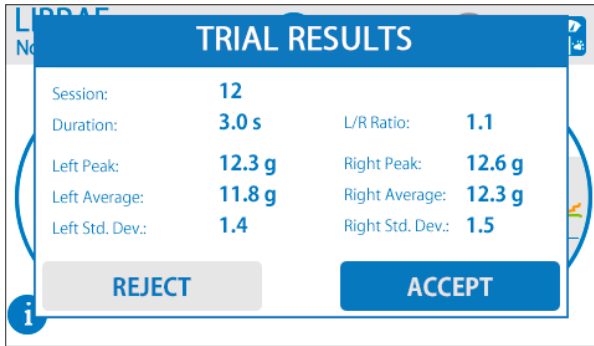 TRIAL RESULTS
Session: 12
Duration: 3.0 s L/R Ratio: 1.1
Left Peak: 12.3 g Right Peak: 12.6 g
Left Average: 11.8 g Right Average: 12.3 g
Left Std. Dev.: 1.4 Right Std. Dev.: 1.5
REJECT ACCEPT
i